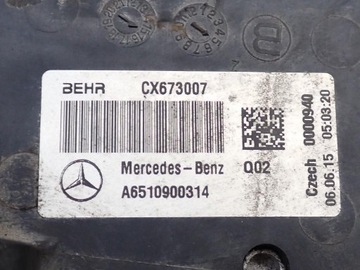 BEHR CX673007
Mercedes-Benz Q02
A6510900314
Czech 0000940
06.06.15 05:03:20